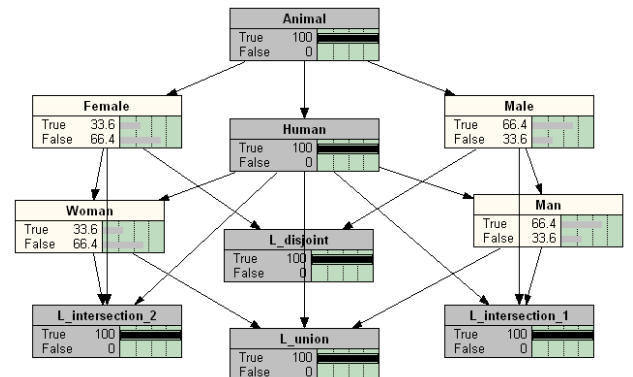 Animal
True 100
False 0
Female
True 33.6
False 66.4
Human
True 100
False 0
Male
True 66.4
False 33.6
Woman
True 33.6
False 66.4
L_disjoint
True 100
False 0
Man
True 66.4
False 33.6
L_intersection_2
True 100
False 0
L_union
True 100
False 0
L_intersection_1
True 100
False 0